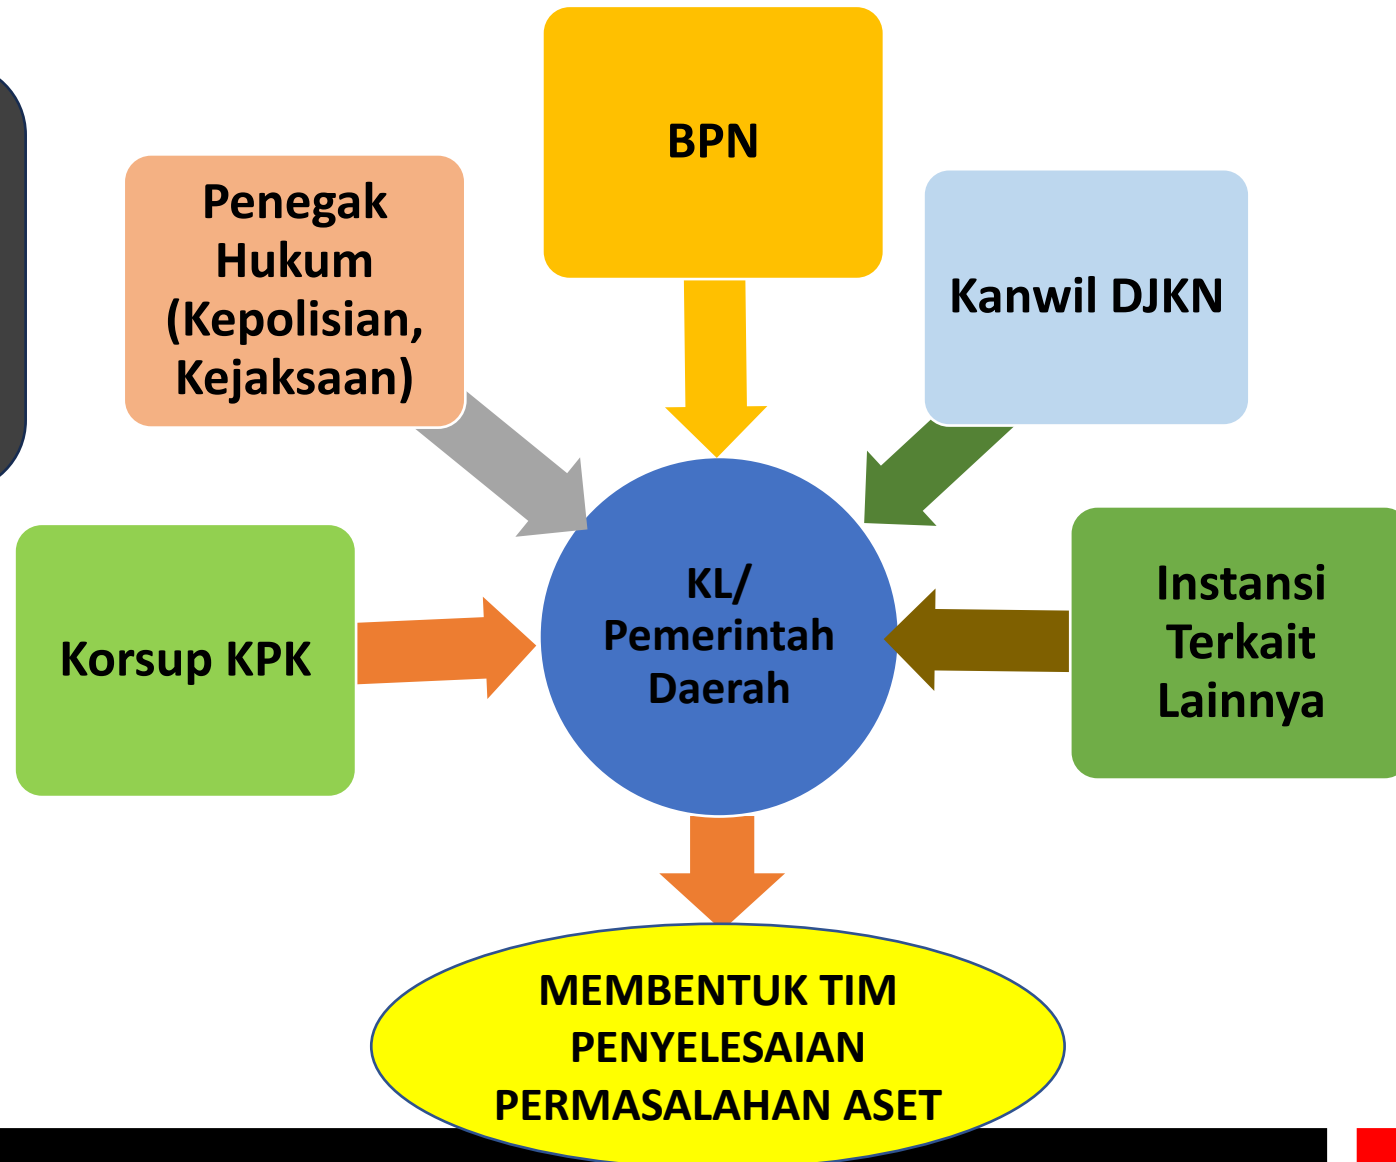 BPN
Penegak
Hukum
(Kepolisian,
Kejaksaan)
Kanwil DJKN
Korsup KPK
KL/
Pemerintah
Daerah
Instansi
Terkait
Lainnya
MEMBENTUK TIM
PENYELESAIAN
PERMASALAHAN ASET